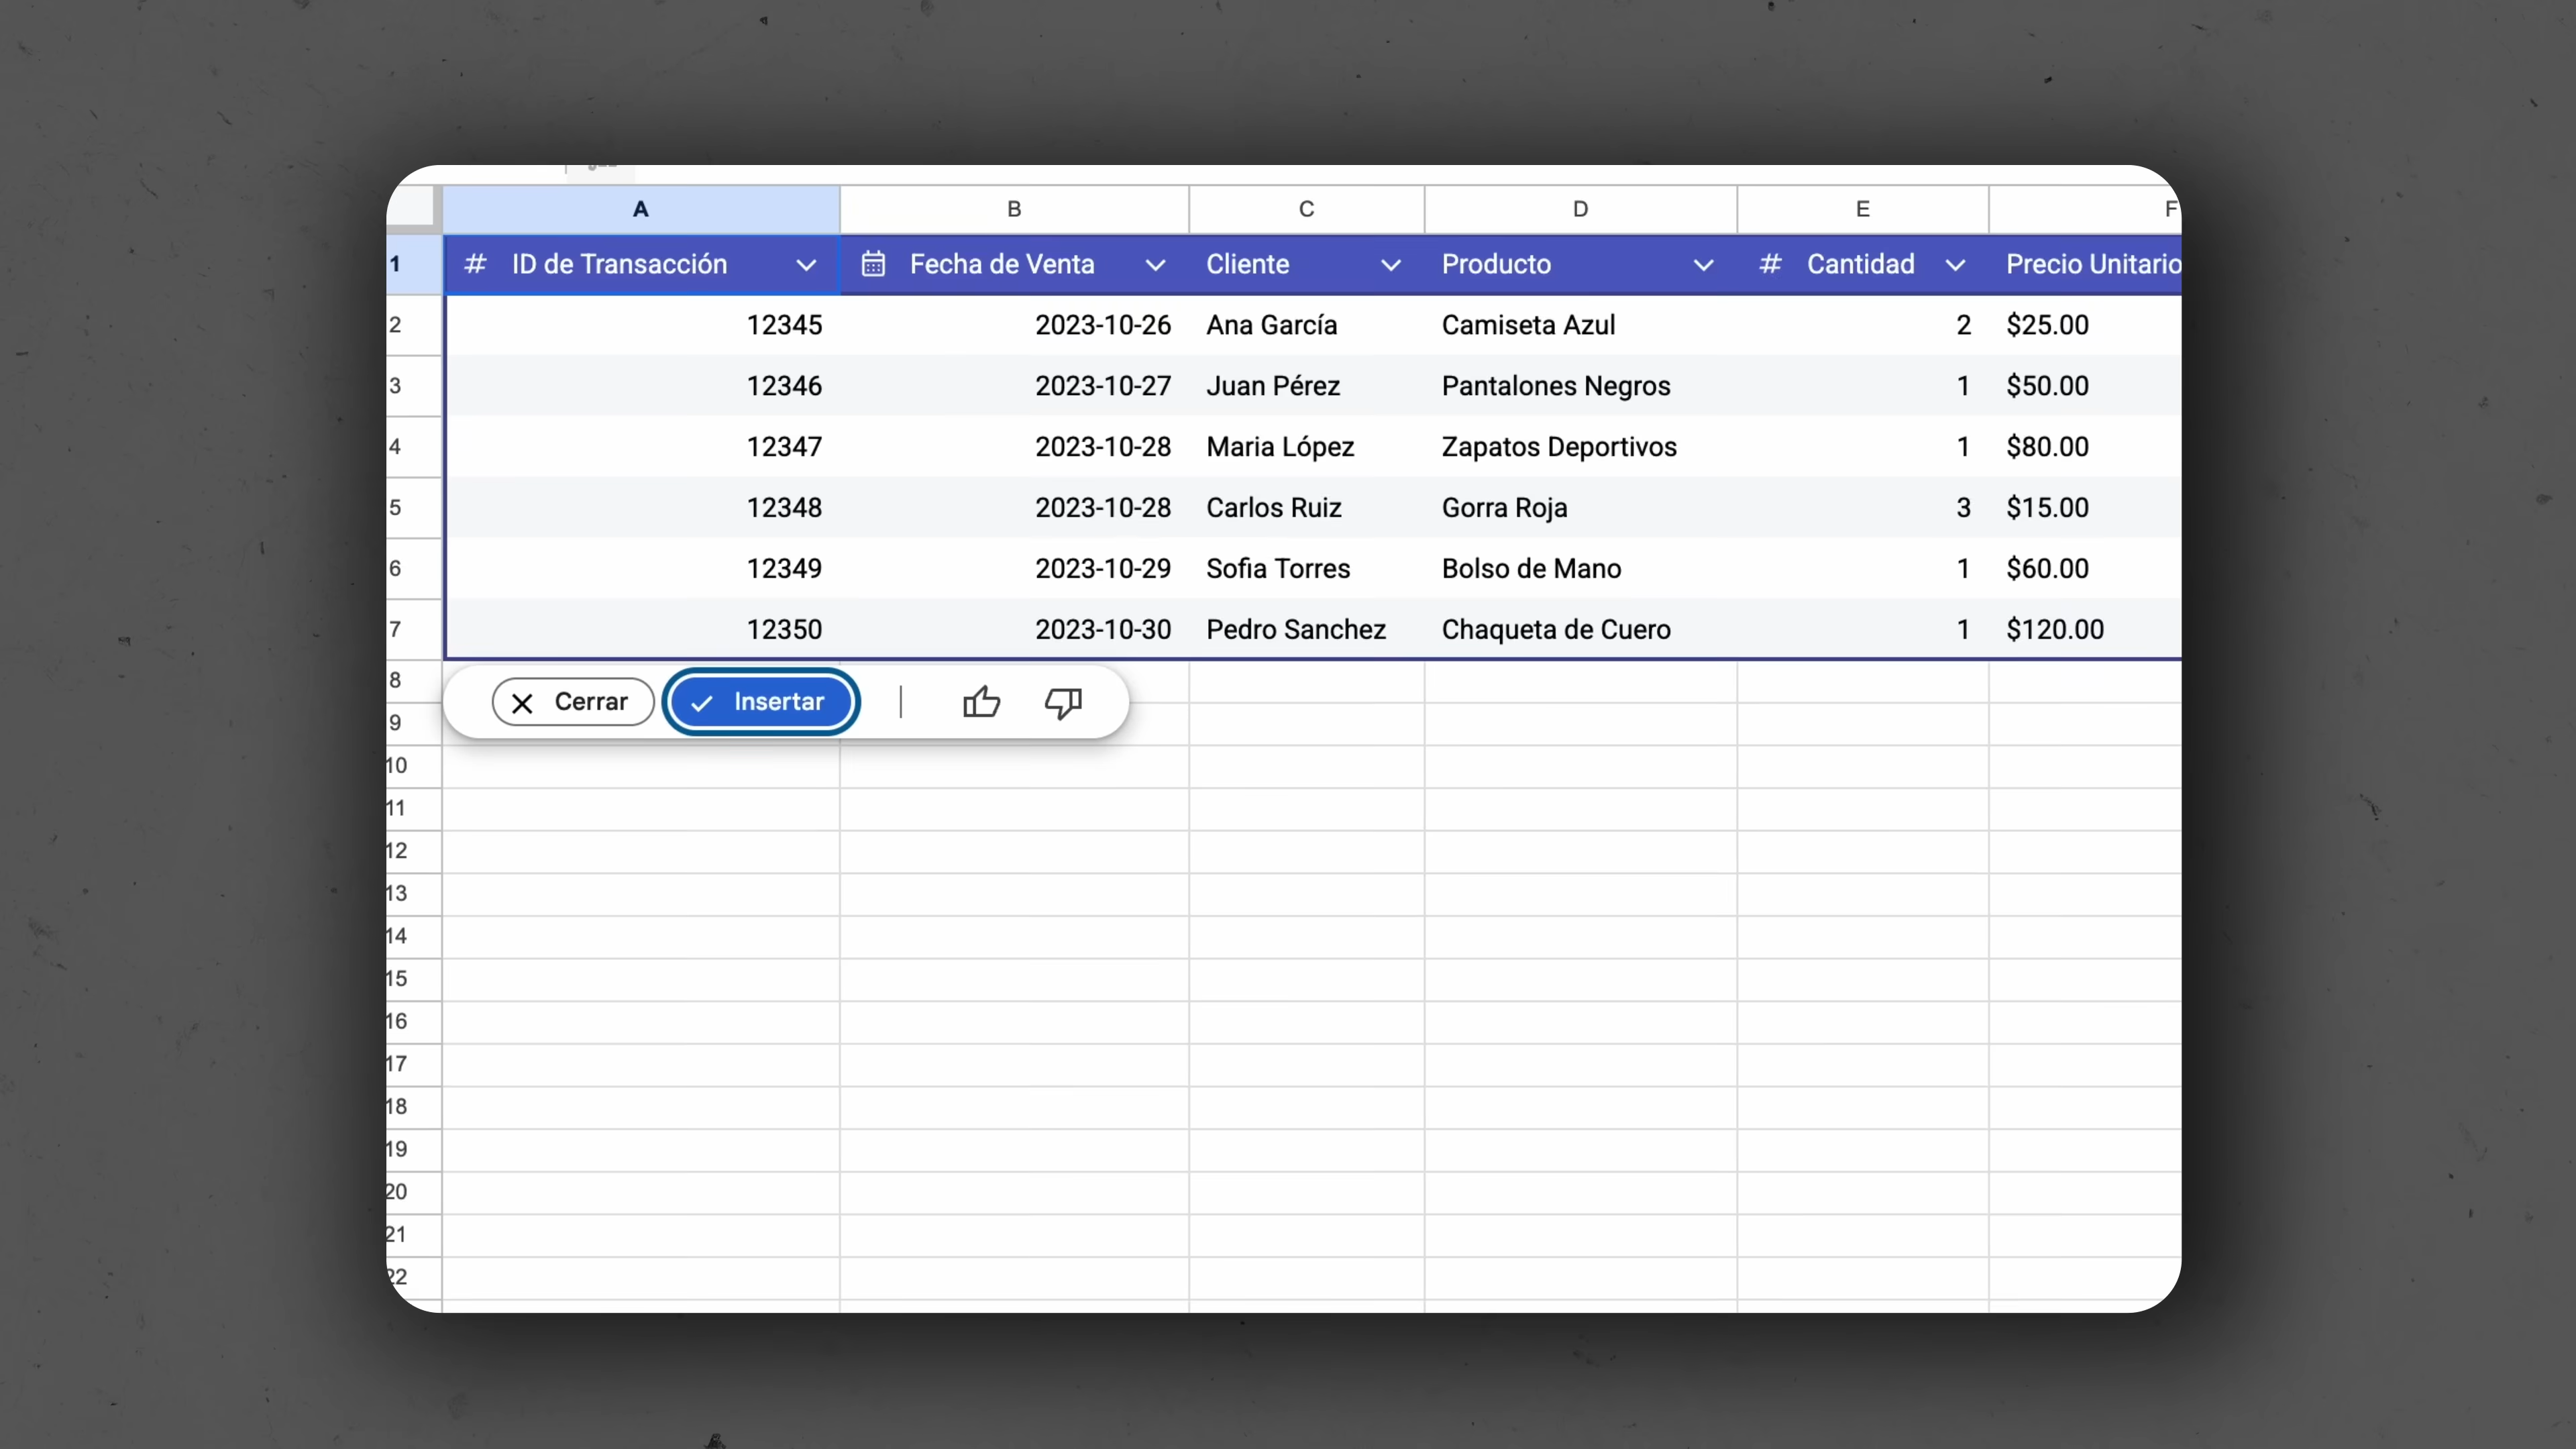 A B C D E F
1 # ID de Transacción Fecha de Venta Cliente Producto # Cantidad Precio Unitario
2 12345 2023-10-26 Ana García Camiseta Azul 2 $25.00
3 12346 2023-10-27 Juan Pérez Pantalones Negros 1 $50.00
4 12347 2023-10-28 Maria López Zapatos Deportivos 1 $80.00
5 12348 2023-10-28 Carlos Ruiz Gorra Roja 3 $15.00
6 12349 2023-10-29 Sofia Torres Bolso de Mano 1 $60.00
7 12350 2023-10-30 Pedro Sanchez Chaqueta de Cuero 1 $120.00
8
Cerrar Insertar
9
10
11
12
13
14
15
16
17
18
19
20
21
22